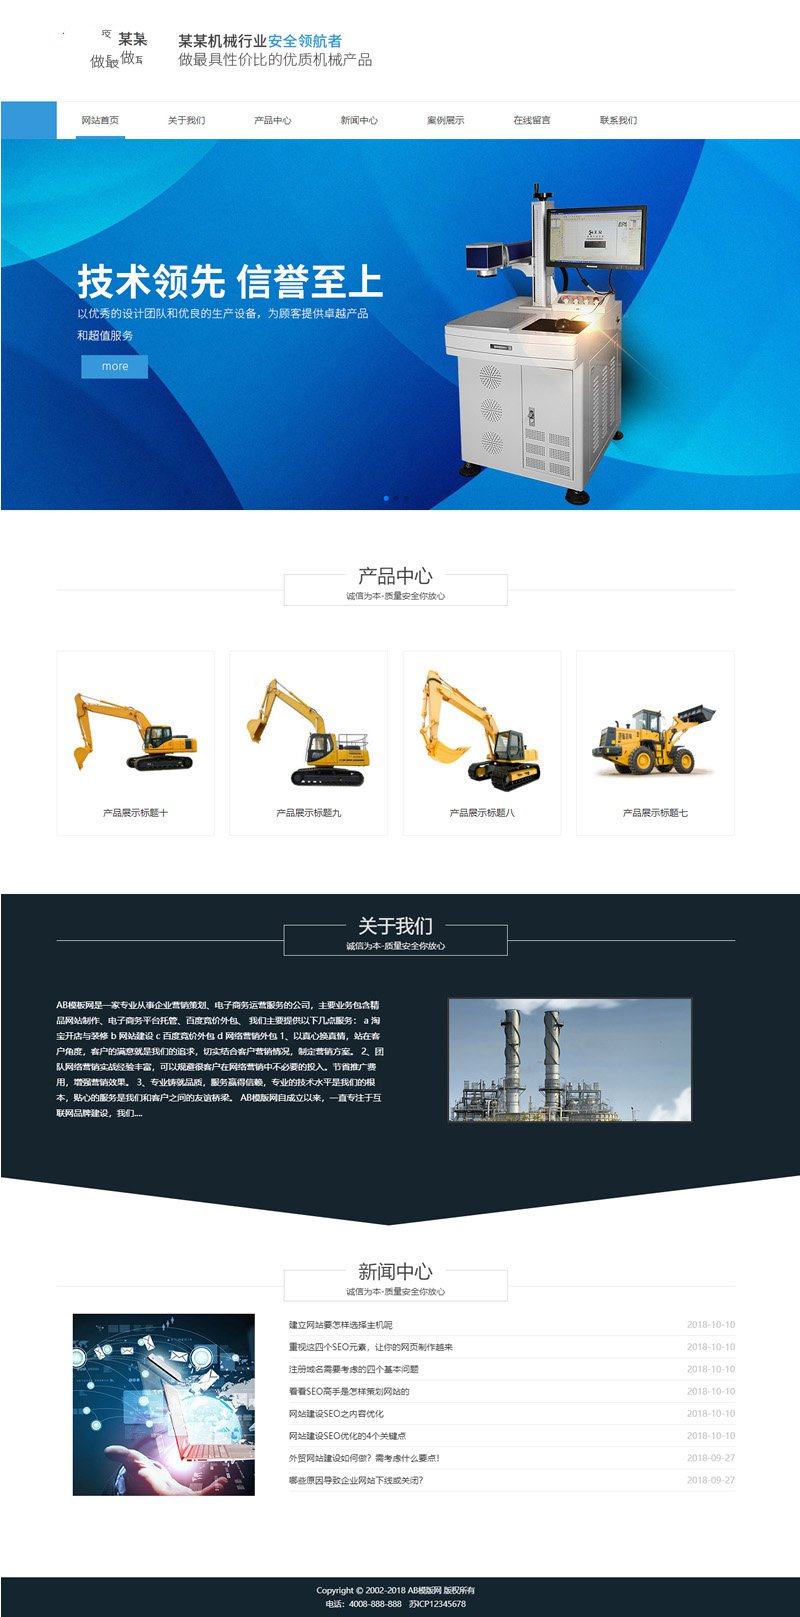 某某
做最 做
某某机械行业安全领航者
做最具性价比的优质机械产品
网站首页 关于我们 产品中心 新闻中心 案例展示 在线留言 联系我们
技术领先 信誉至上
以优秀的设计团队和优良的生产设备，为顾客提供卓越产品
和超值服务
more
产品中心
诚信为本-质量安全你放心
产品展示标题十 产品展示标题九 产品展示标题八 产品展示标题七
关于我们
诚信为本-质量安全你放心
AB模板网是一家专业从事企业营销策划、电子商务运营服务的公司，主要业务包含精
品网站制作、电子商务平台托管、百度竞价外包、 我们主要提供以下几点服务： a 淘
宝开店与装修 b 网站建设 c 百度竞价外包 d 网络营销外包 1、以真心换真情，站在客
户角度，客户的满意就是我们的追求，切实结合客户营销情况，制定营销方案。 2、团
队网络营销实战经验丰富，可以规避很客户在网络营销中不必要的投入。节省推广费
用，增强营销效果。 3、专业铸就品质，服务赢得信赖，专业的技术水平是我们的根
本，贴心的服务是我们和客户之间的友谊桥梁。 AB模版网自成立以来，一直专注于互
联网品牌建设，我们....
新闻中心
诚信为本-质量安全你放心
建立网站要怎样选择主机呢 2018-10-10
重视这四个SEO元素，让你的网页制作越来 2018-10-10
注册域名需要考虑的四个基本问题 2018-10-10
看看SEO高手是怎样策划网站的 2018-10-10
网站建设SEO之内容优化 2018-10-10
网站建设SEO优化的4个关键点 2018-10-10
外贸网站建设如何做？需考虑什么要点！ 2018-09-27
哪些原因导致企业网站下线或关闭？ 2018-09-27
Copyright © 2002-2018 AB模版网 版权所有
电话：4008-888-888 苏ICP12345678